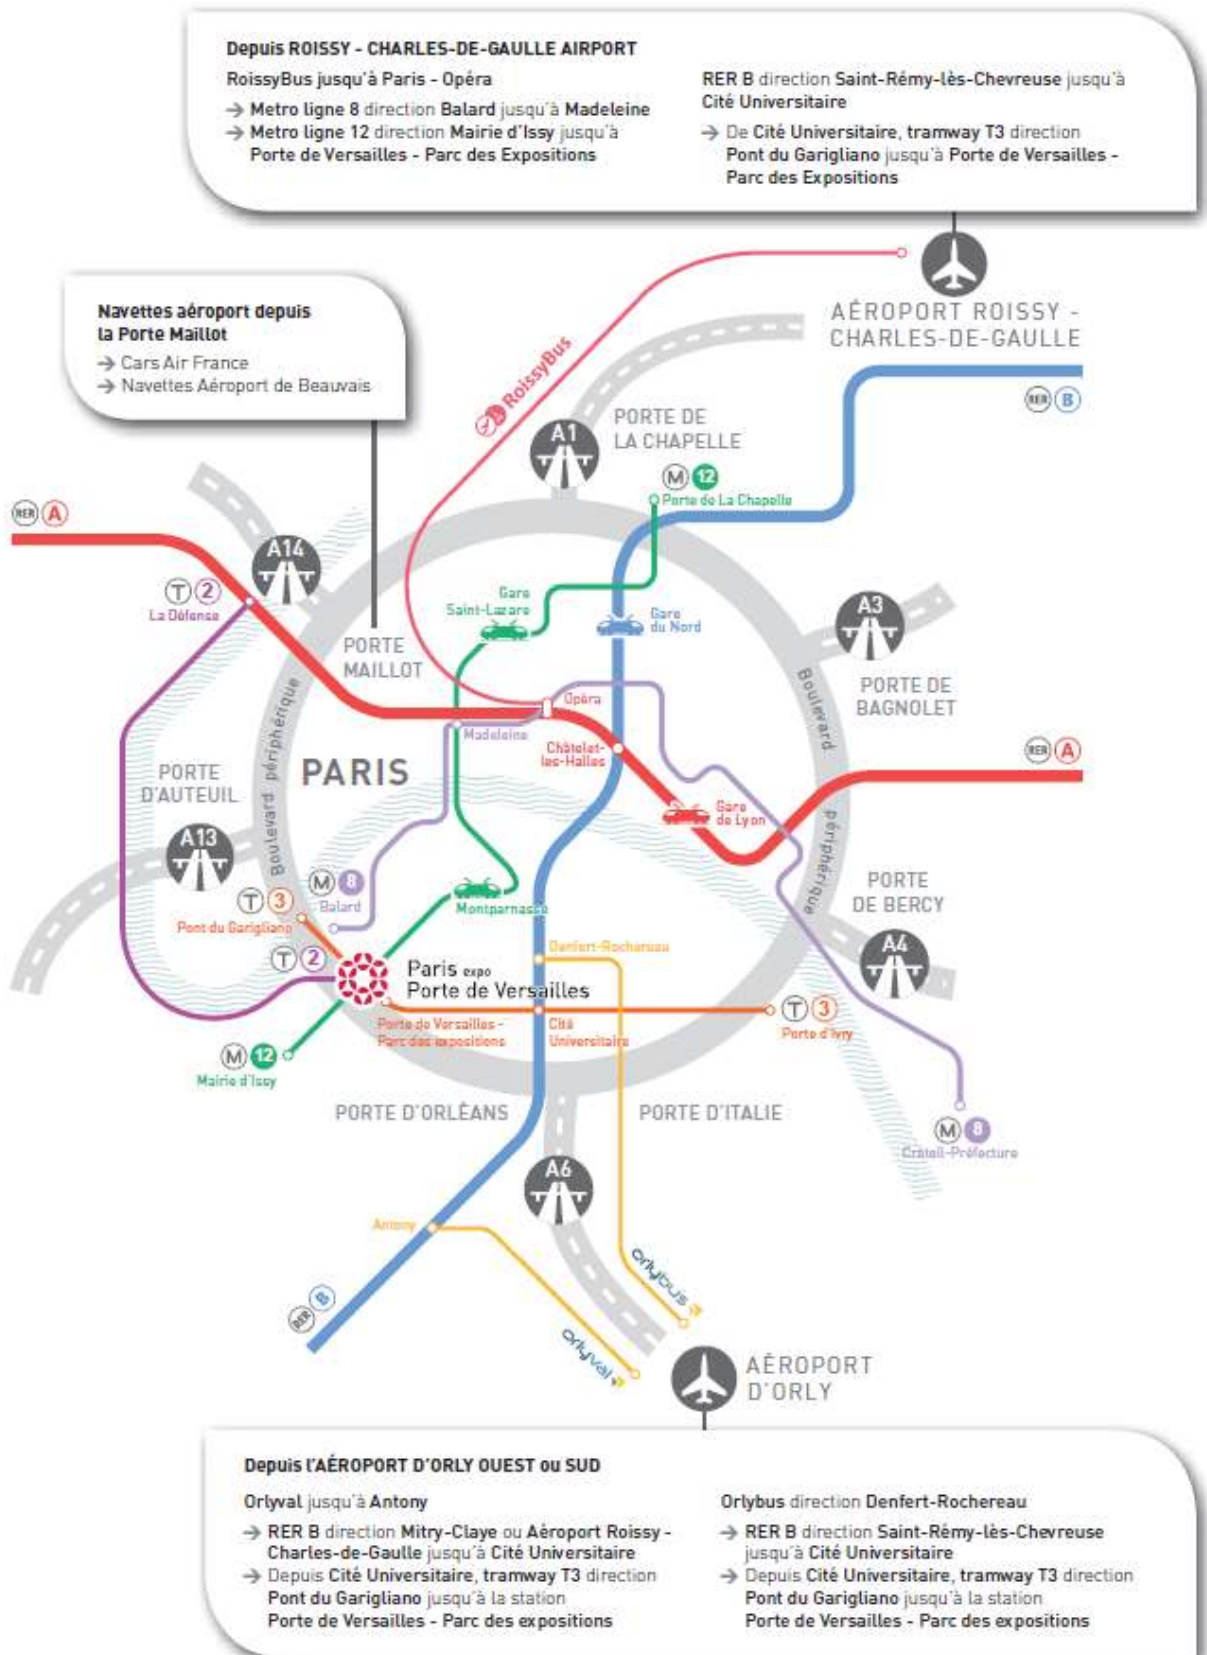 Depuis ROISSY - CHARLES-DE-GAULLE AIRPORT
RoissyBus jusqu'à Paris - Opéra
→ Metro ligne 8 direction Balard jusqu'à Madeleine
→ Metro ligne 12 direction Mairie d'Issy jusqu'à
Porte de Versailles - Parc des Expositions
RER B direction Saint-Rémy-lès-Chevreuse jusqu'à
Cité Universitaire
→ De Cité Universitaire, tramway T3 direction
Pont du Garigliano jusqu'à Porte de Versailles -
Parc des Expositions
Navettes aéroport depuis
la Porte Maillot
→ Cars Air France
→ Navettes Aéroport de Beauvais
AÉROPORT ROISSY -
CHARLES-DE-GAULLE
RoissyBus
RER B
A1
PORTE DE
LA CHAPELLE
M 12
Porte de La Chapelle
RER A
A14
T 2
La Défense
Gare
Saint-Lazare
Gare
du Nord
A3
PORTE
MAILLOT
PORTE DE
BAGNOLET
Boulevard périphérique
Boulevard
périphérique
Opéra
Madeleine
Châtelet-
les-Halles
RER A
PARIS
PORTE
D'AUTEUIL
A13
Gare
de Lyon
M 8
Balard
T 3
Pont du Garigliano
Montparnasse
PORTE
DE BERCY
A4
Denfert-Rochereau
T 2
Paris expo
Porte de Versailles
Porte de Versailles -
Parc des expositions
Cité
Universitaire
T 3
Porte d'Ivry
M 12
Mairie d'Issy
PORTE D'ORLÉANS
PORTE D'ITALIE
M 8
Créteil-Préfecture
A6
Antony
orlybus
RER B
orlyval
AÉROPORT
D'ORLY
Depuis l'AÉROPORT D'ORLY OUEST ou SUD
Orlyval jusqu'à Antony
→ RER B direction Mitry-Claye ou Aéroport Roissy -
Charles-de-Gaulle jusqu'à Cité Universitaire
→ Depuis Cité Universitaire, tramway T3 direction
Pont du Garigliano jusqu'à la station
Porte de Versailles - Parc des expositions
Orlybus direction Denfert-Rochereau
→ RER B direction Saint-Rémy-lès-Chevreuse
jusqu'à Cité Universitaire
→ Depuis Cité Universitaire, tramway T3 direction
Pont du Garigliano jusqu'à la station
Porte de Versailles - Parc des expositions